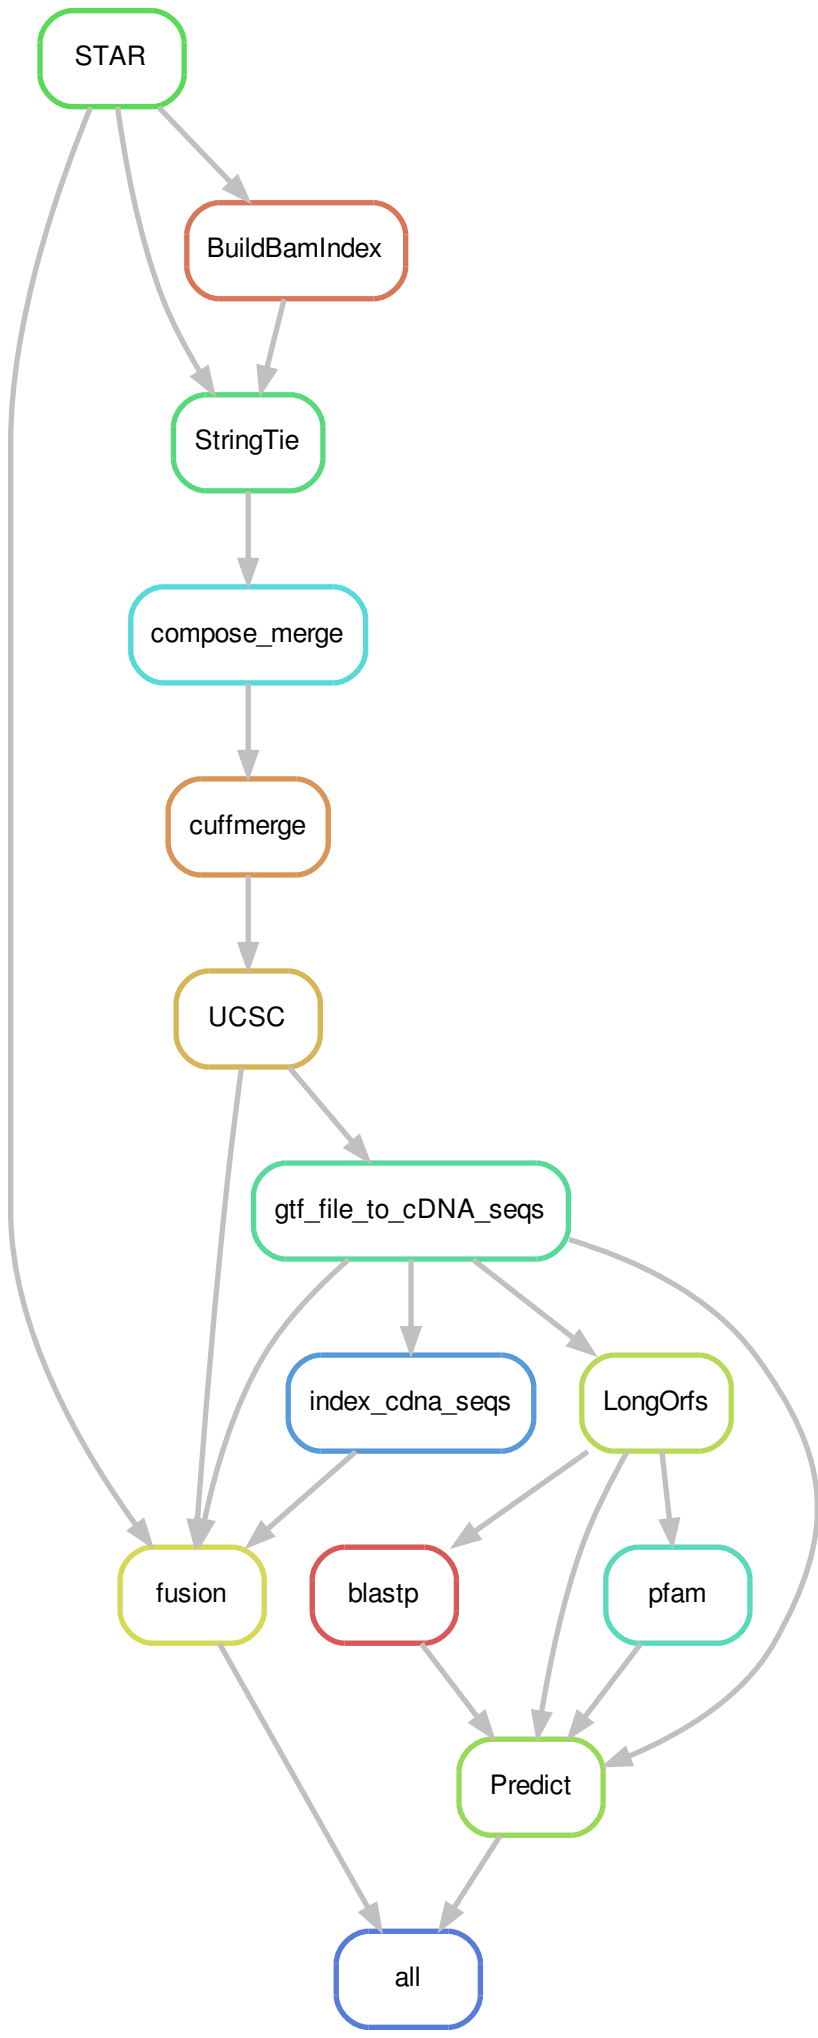 STAR
BuildBamIndex
StringTie
compose_merge
cuffmerge
UCSC
gtf_file_to_cDNA_seqs
index_cdna_seqs
LongOrfs
fusion
blastp
pfam
Predict
all